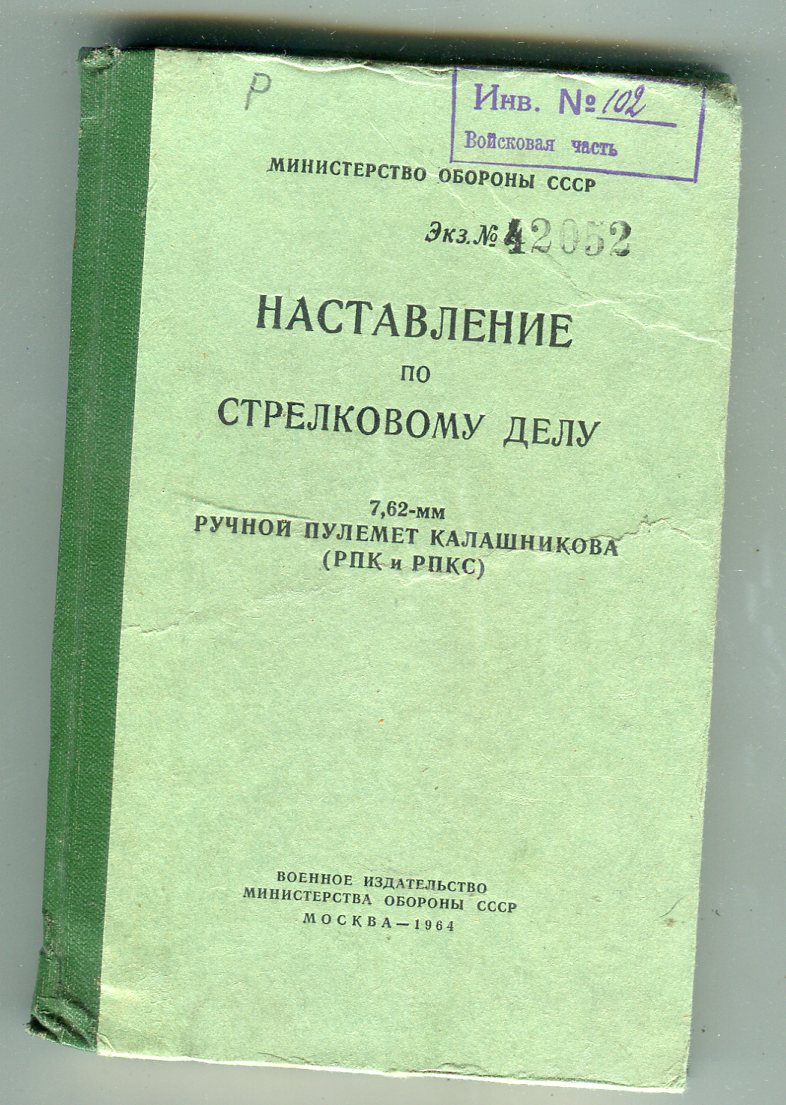 Р
Инв. № 102
Войсковая часть
МИНИСТЕРСТВО ОБОРОНЫ СССР
Экз. № 42052
НАСТАВЛЕНИЕ
ПО
СТРЕЛКОВОМУ ДЕЛУ
7,62-мм
РУЧНОЙ ПУЛЕМЕТ КАЛАШНИКОВА
(РПК и РПКС)
ВОЕННОЕ ИЗДАТЕЛЬСТВО
МИНИСТЕРСТВА ОБОРОНЫ СССР
МОСКВА — 1964